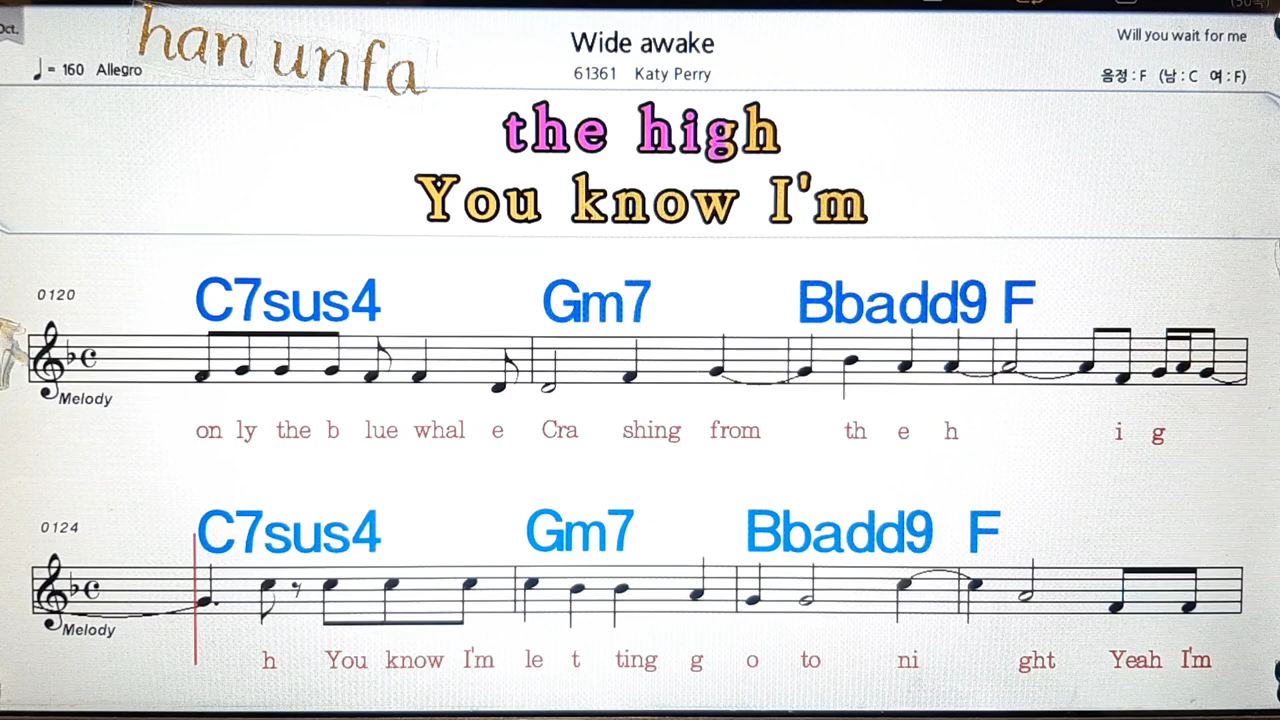 Oct.
han unfa
Wide awake
Will you wait for me
♩= 160 Allegro
61361 Katy Perry
음정 : F (남 : C 여 : F)
the high
You know I'm
0120
C7sus4 Gm7 Bbadd9 F
Melody
on ly the b lue whal e Cra shing from th e h i g
0124
C7sus4 Gm7 Bbadd9 F
Melody
h You know I'm le t ting g o to ni ght Yeah I'm